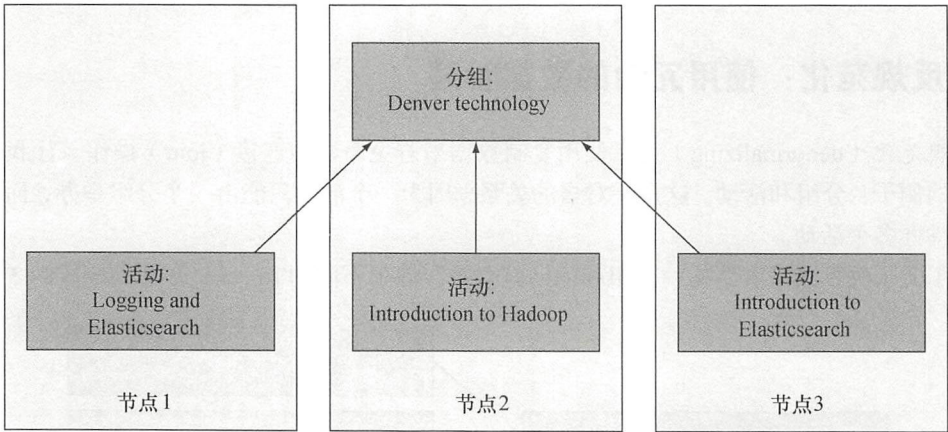 分组:
Denver technology
活动:
Logging and
Elasticsearch
活动:
Introduction to Hadoop
活动:
Introduction to
Elasticsearch
节点1
节点2
节点3